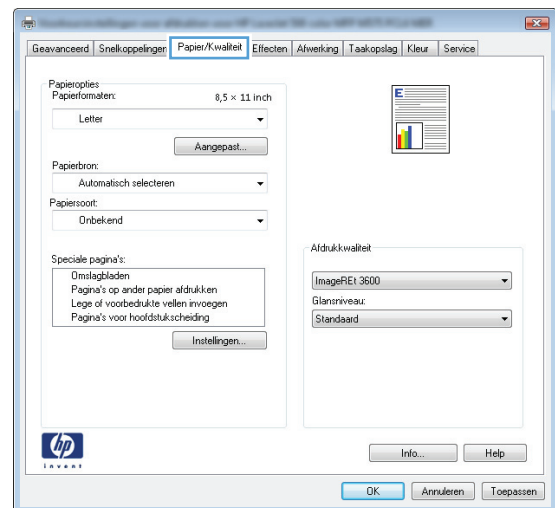 Geavanceerd Snelkoppelingen Papier/Kwaliteit Effecten Afwerking Taakopslag Kleur Service
Papieropties
Papierformaten: 8,5 × 11 inch
Letter
Aangepast...
Papierbron:
Automatisch selecteren
Papiersoort:
Onbekend
Speciale pagina's:
Omslagbladen
Pagina's op ander papier afdrukken
Lege of voorbedrukte vellen invoegen
Pagina's voor hoofdstukscheiding
Instellingen...
E
Afdrukkwaliteit
ImageREt 3600
Glansniveau:
Standaard
hp
invent
Info... Help
OK Annuleren Toepassen